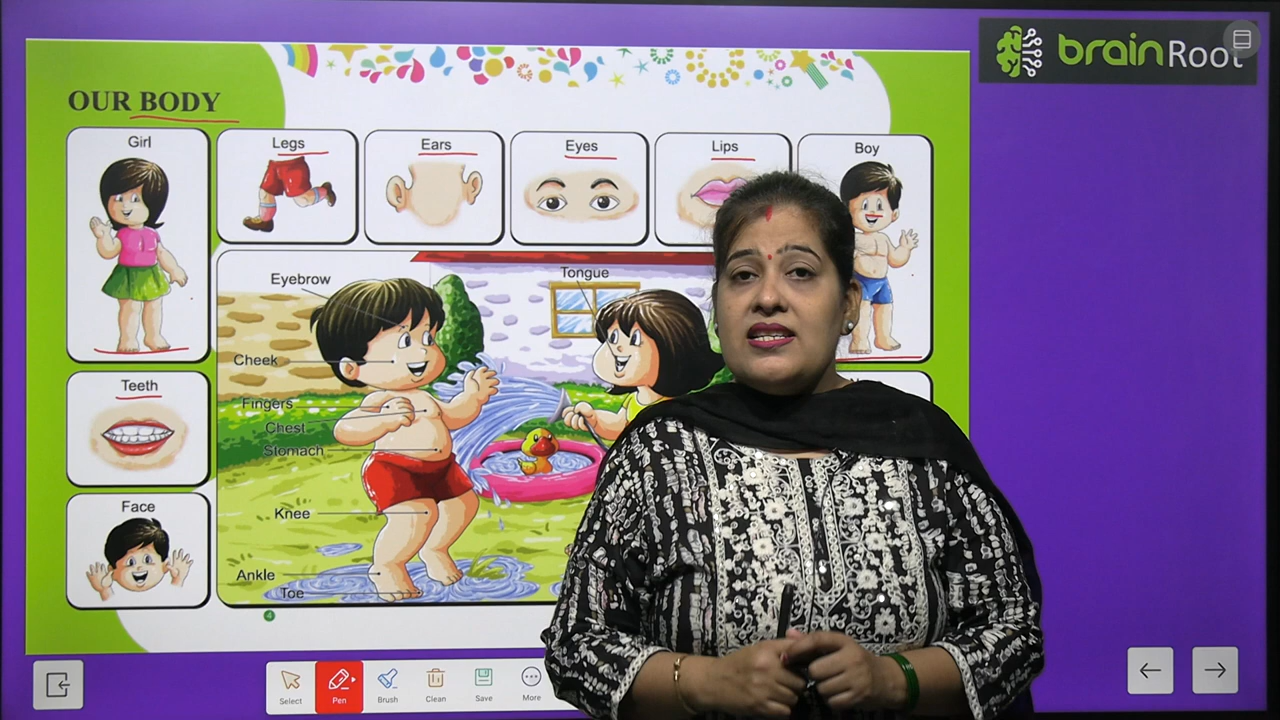 brainRoot
OUR BODY
Girl
Legs
Ears
Eyes
Lips
Boy
Eyebrow
Tongue
Cheek
Teeth
Fingers
Chest
Stomach
Face
Knee
Ankle
Toe
4
Select
Pen
Brush
Clean
Save
More